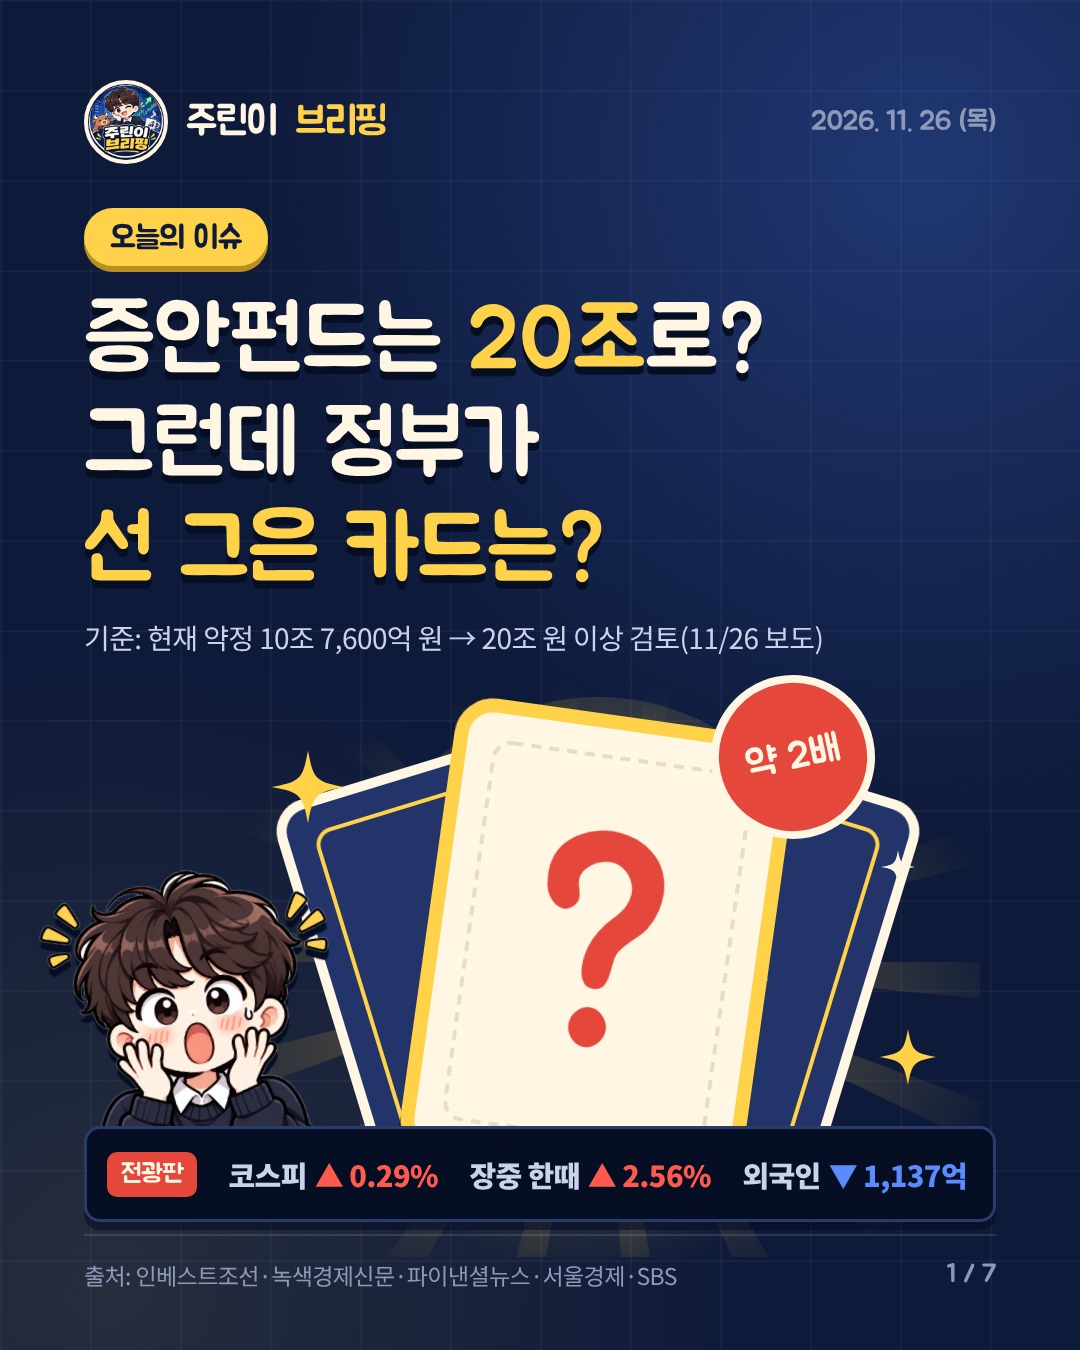 주린이 브리핑
주린이 브리핑
2026. 11. 26 (목)
오늘의 이슈
증안펀드는 20조로?
그런데 정부가
선 그은 카드는?
기준: 현재 약정 10조 7,600억 원 → 20조 원 이상 검토(11/26 보도)
약 2배
?
전광판 코스피 ▲ 0.29% 장중 한때 ▲ 2.56% 외국인 ▼ 1,137억
출처: 인베스트조선·녹색경제신문·파이낸셜뉴스·서울경제·SBS
1 / 7